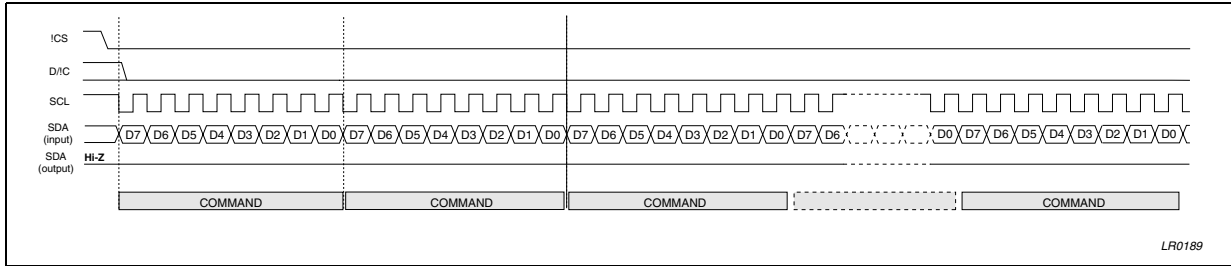 !CS
D/!C
SCL
SDA
(input)
D7 D6 D5 D4 D3 D2 D1 D0 D7 D6 D5 D4 D3 D2 D1 D0 D7 D6 D5 D4 D3 D2 D1 D0 D7 D6 D0 D7 D6 D5 D4 D3 D2 D1 D0
SDA
(output)
Hi-Z
COMMAND COMMAND COMMAND COMMAND
LR0189